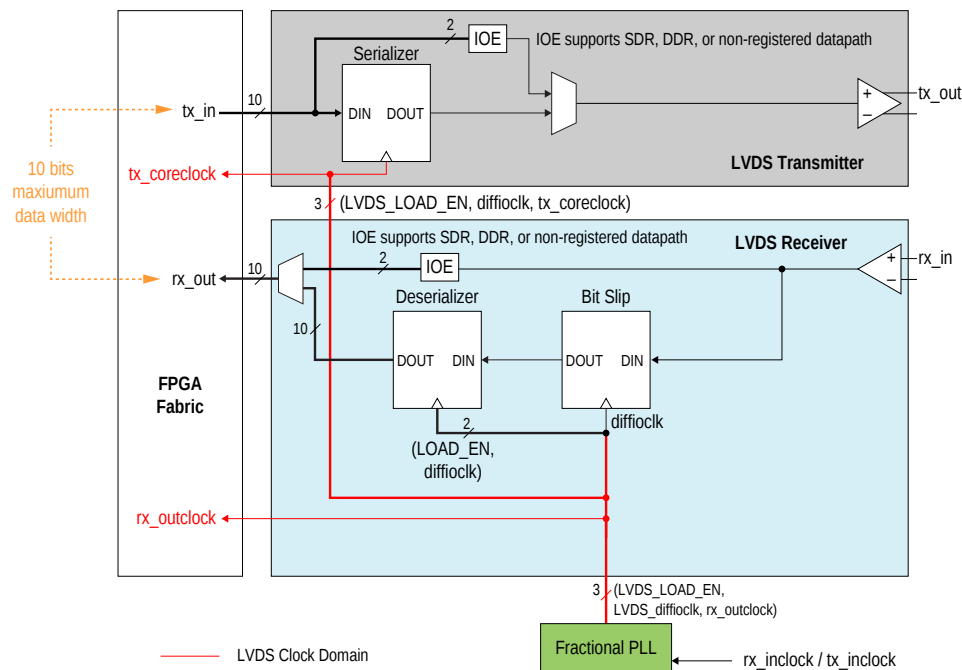 2
IOE
IOE supports SDR, DDR, or non-registered datapath
Serializer
tx_in
10
DIN DOUT
+
−
tx_out
10 bits
maxiumum
data width
tx_coreclock
LVDS Transmitter
3
(LVDS_LOAD_EN, diffioclk, tx_coreclock)
IOE supports SDR, DDR, or non-registered datapath
LVDS Receiver
rx_out
10
2
IOE
+
−
rx_in
Deserializer
Bit Slip
10
DOUT DIN
DOUT DIN
FPGA
Fabric
2
diffioclk
(LOAD_EN,
diffioclk)
rx_outclock
3
(LVDS_LOAD_EN,
LVDS_diffioclk, rx_outclock)
LVDS Clock Domain
Fractional PLL
rx_inclock / tx_inclock